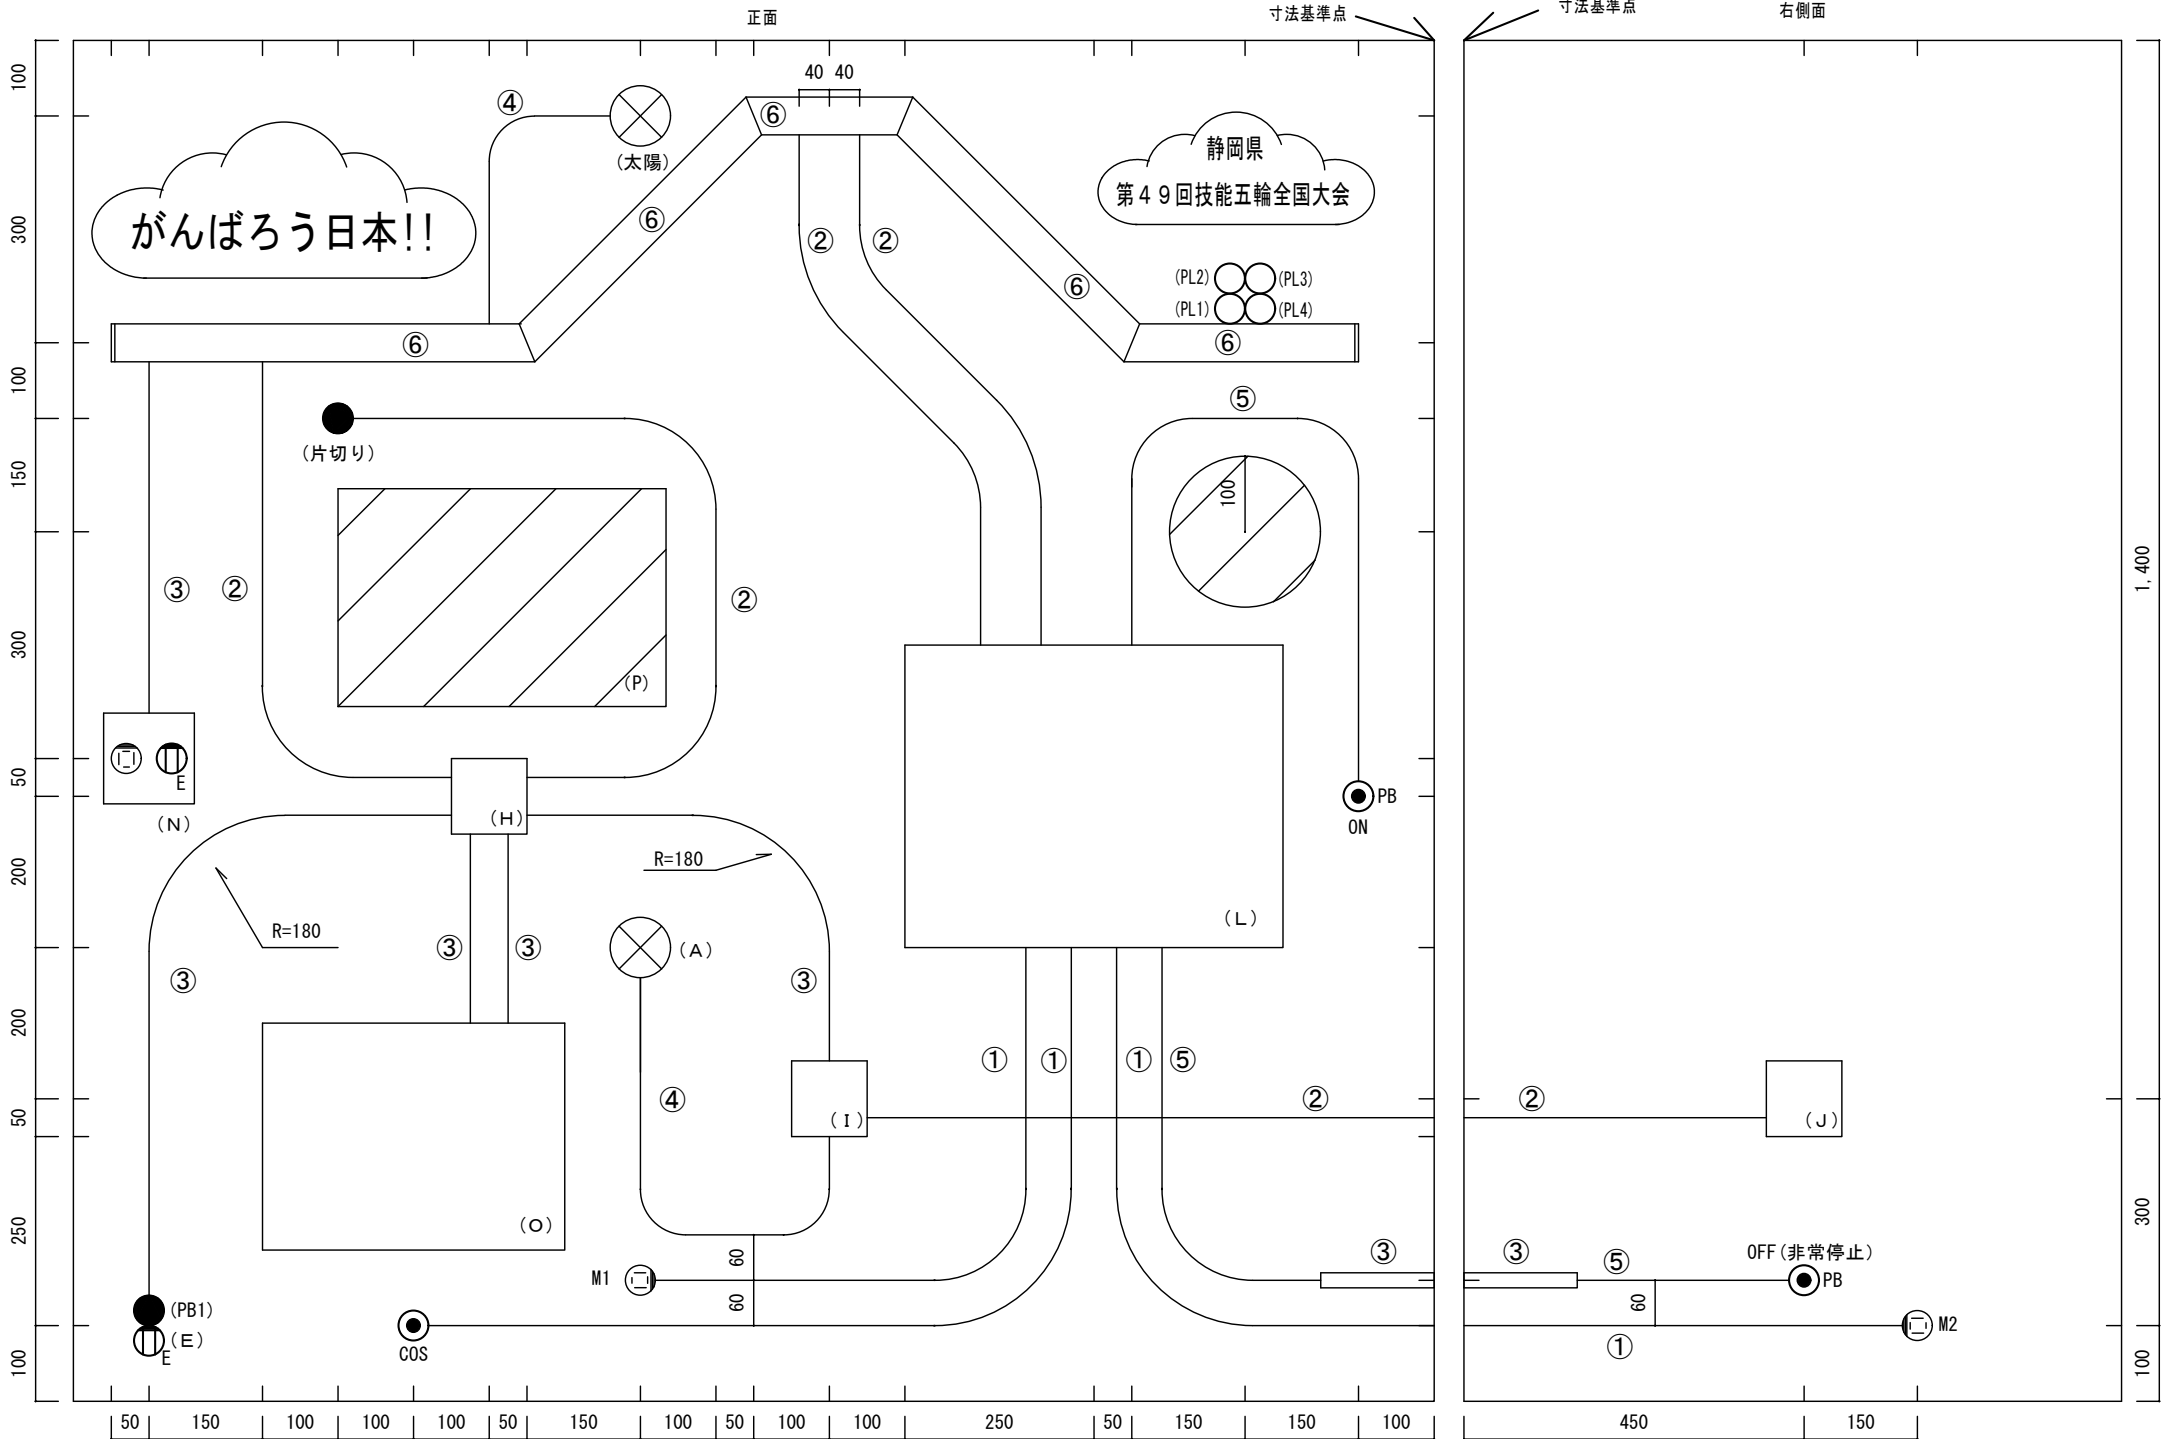 正面
寸法基準点
寸法基準点
右側面
100
300
100
150
300
50
200
200
50
250
100
40 40
④
(太陽)
⑥
⑥
⑥
⑥
⑥
がんばろう日本!!
静岡県
第49回技能五輪全国大会
(PL2)
(PL3)
(PL1)
(PL4)
②
②
⑤
(片切り)
100
③
②
②
(P)
E
(N)
(H)
PB
ON
R=180
R=180
(L)
③
③
③
(A)
③
①
①
①
⑤
④
(I)
②
②
(J)
(O)
60
60
M1
③
③
⑤
OFF(非常停止)
PB
60
(PB1)
(E)
E
COS
①
M2
1,400
300
100
50
150
100
100
100
50
150
100
50
100
100
250
50
150
150
100
450
150